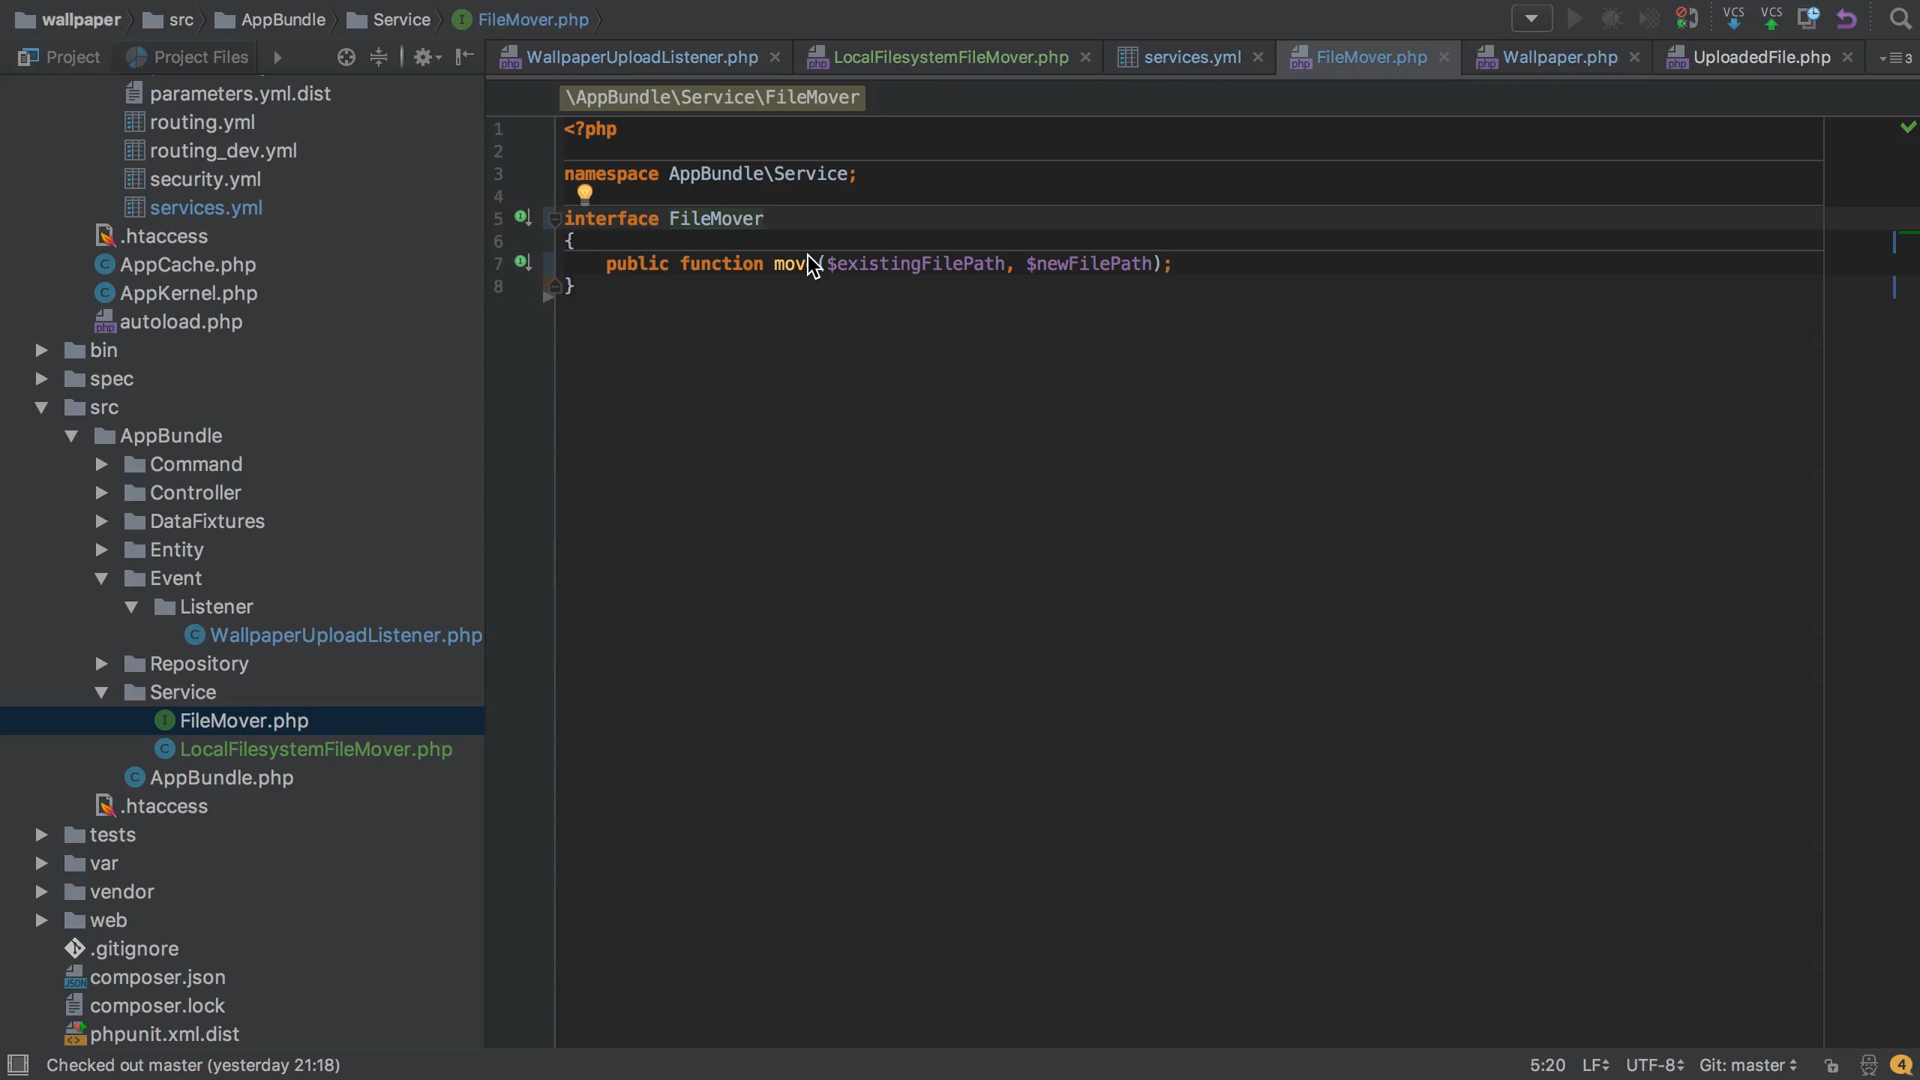 wallpaper src AppBundle Service FileMover.php
VCS VCS
Project Project Files
WallpaperUploadListener.php LocalFilesystemFileMover.php services.yml FileMover.php Wallpaper.php UploadedFile.php 3
\AppBundle\Service\FileMover
1 <?php
2
3 namespace AppBundle\Service;
4
5 interface FileMover
6 {
7 public function mov($existingFilePath, $newFilePath);
8 }
parameters.yml.dist
routing.yml
routing_dev.yml
security.yml
services.yml
.htaccess
AppCache.php
AppKernel.php
autoload.php
bin
spec
src
AppBundle
Command
Controller
DataFixtures
Entity
Event
Listener
WallpaperUploadListener.php
Repository
Service
FileMover.php
LocalFilesystemFileMover.php
AppBundle.php
.htaccess
tests
var
vendor
web
.gitignore
composer.json
composer.lock
phpunit.xml.dist
Checked out master (yesterday 21:18) 5:20 LF UTF-8 Git: master 4